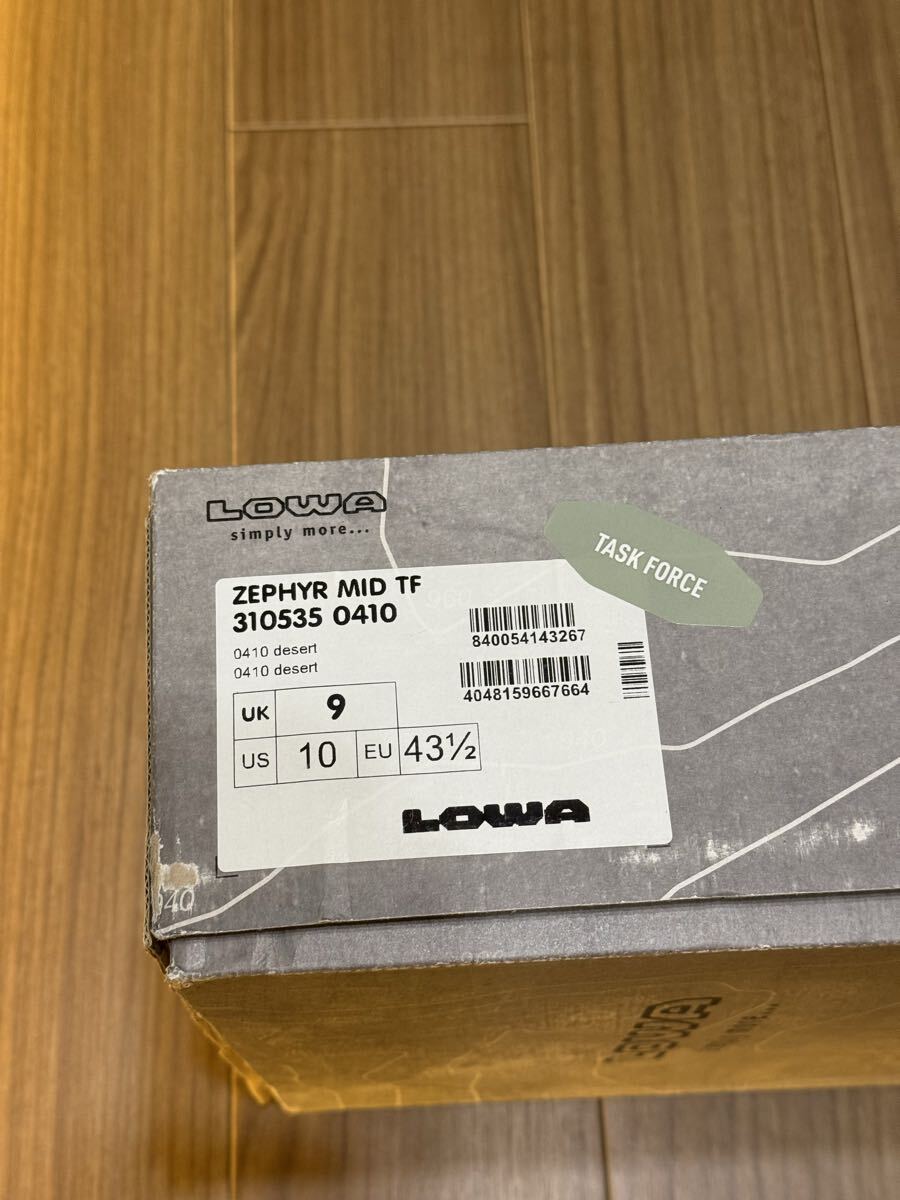 LOWA
simply more...
TASK FORCE
ZEPHYR MID TF
310535 0410
0410 desert
0410 desert
840054143267
4048159667664
UK 9
US 10 EU 43½
LOWA
LOWA